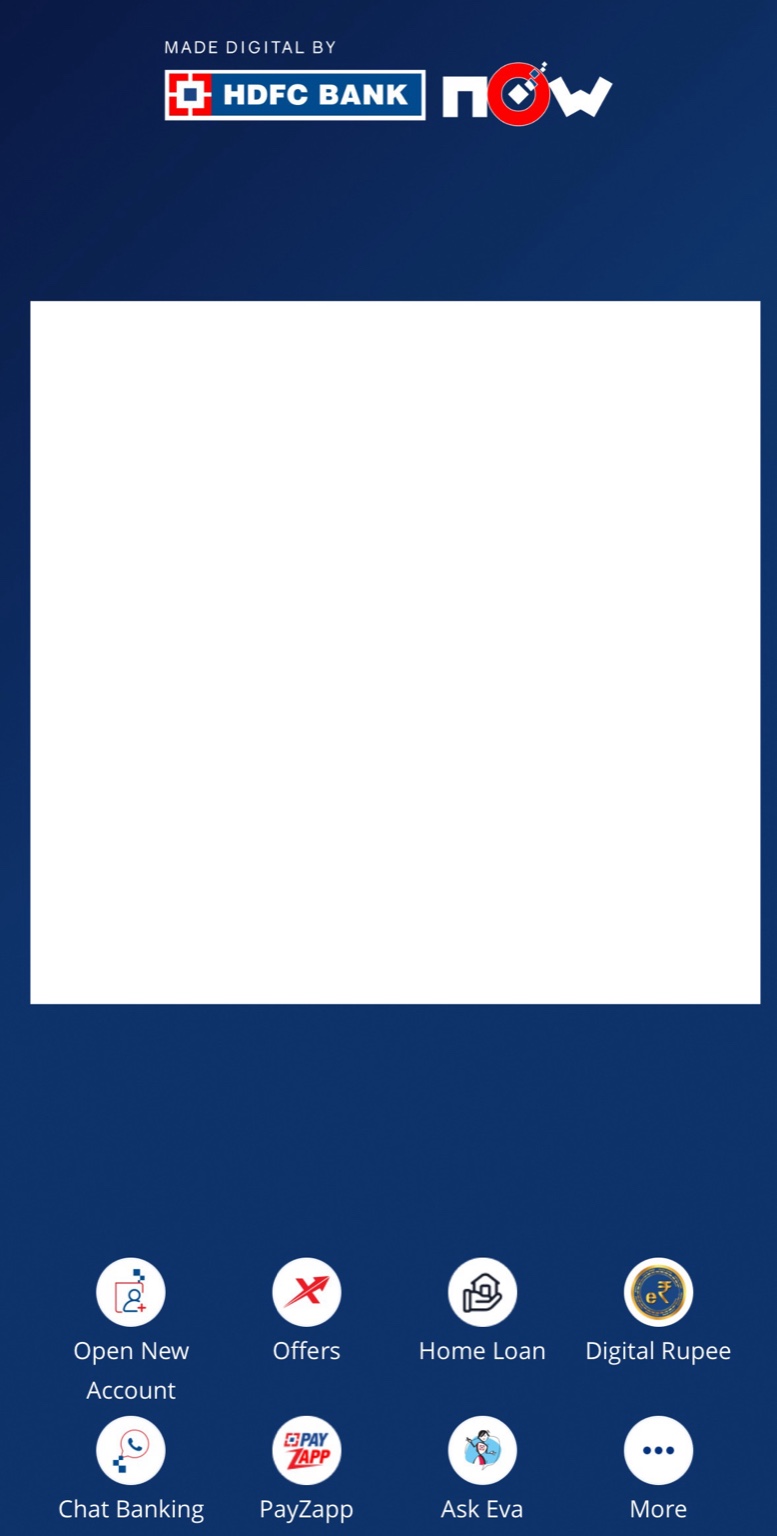 MADE DIGITAL BY
HDFC BANK now
Open New Account
Offers
Home Loan
e₹
Digital Rupee
Chat Banking
PAY
ZAPP
PayZapp
Ask Eva
More